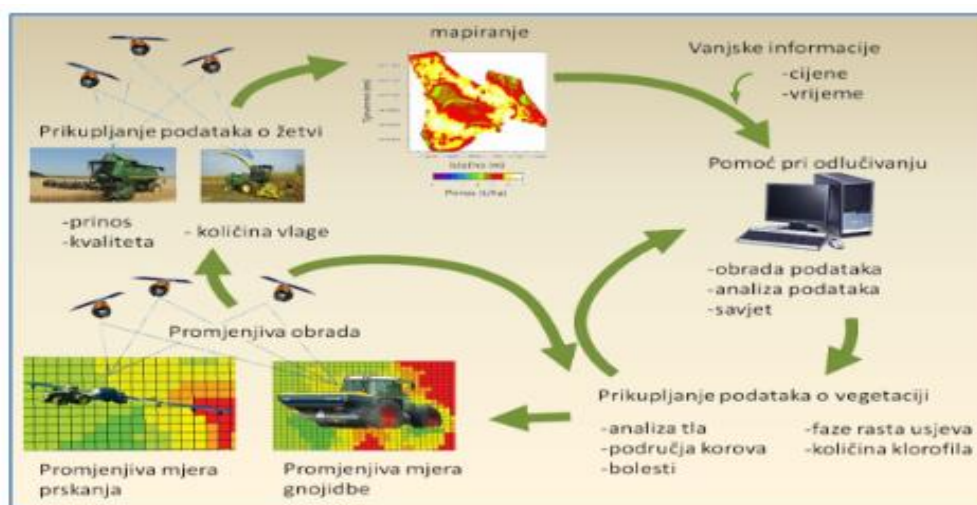 mapiranje
Vanjske informacije
-cijene
-vrijeme
Prikupljanje podataka o žetvi
-prinos
-kvaliteta
- količina vlage
Pomoć pri odlučivanju
-obrada podataka
-analiza podataka
-savjet
Promjenjiva obrada
Prikupljanje podataka o vegetaciji
-analiza tla
-područja korova
-bolesti
-faze rasta usjeva
-količina klorofila
Promjenjiva mjera
prskanja
Promjenjiva mjera
gnojidbe